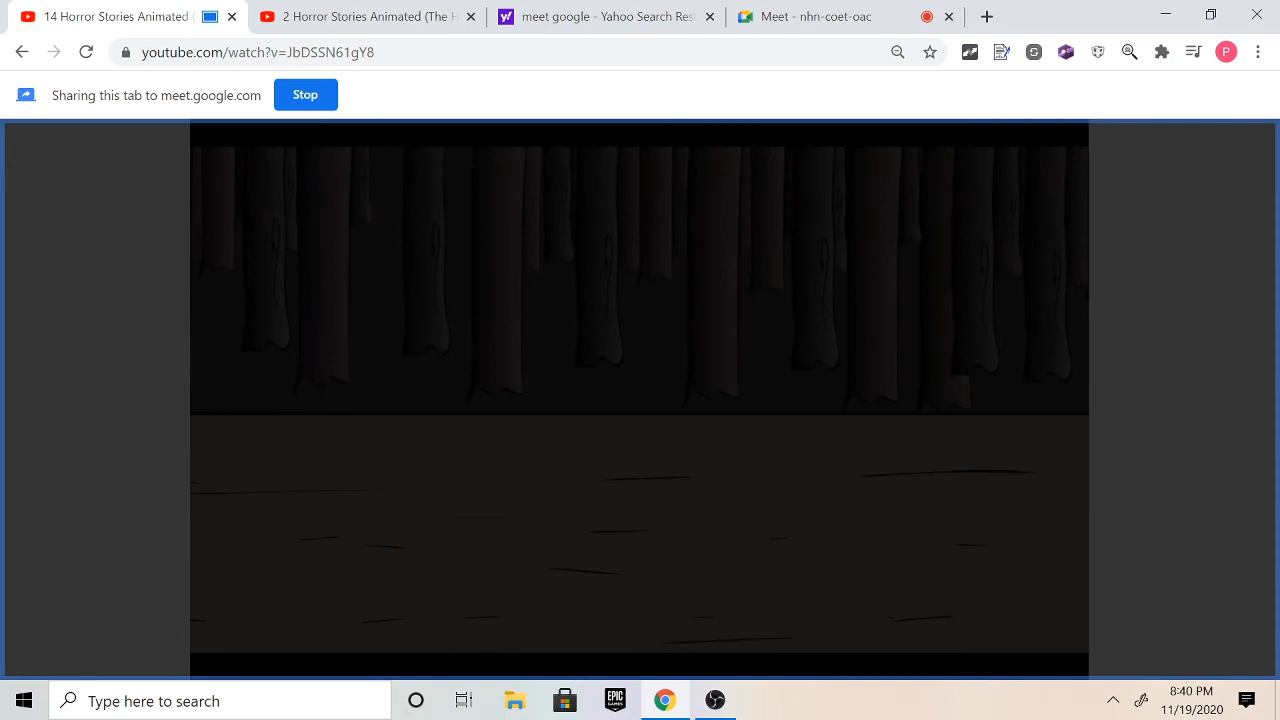 14 Horror Stories Animated (
2 Horror Stories Animated (The H
meet google - Yahoo Search Res
Meet - nhn-coet-oac
youtube.com/watch?v=JbDSSN61gY8
P
Sharing this tab to meet.google.com
Stop
Type here to search
EPIC
GAMES
8:40 PM
11/19/2020